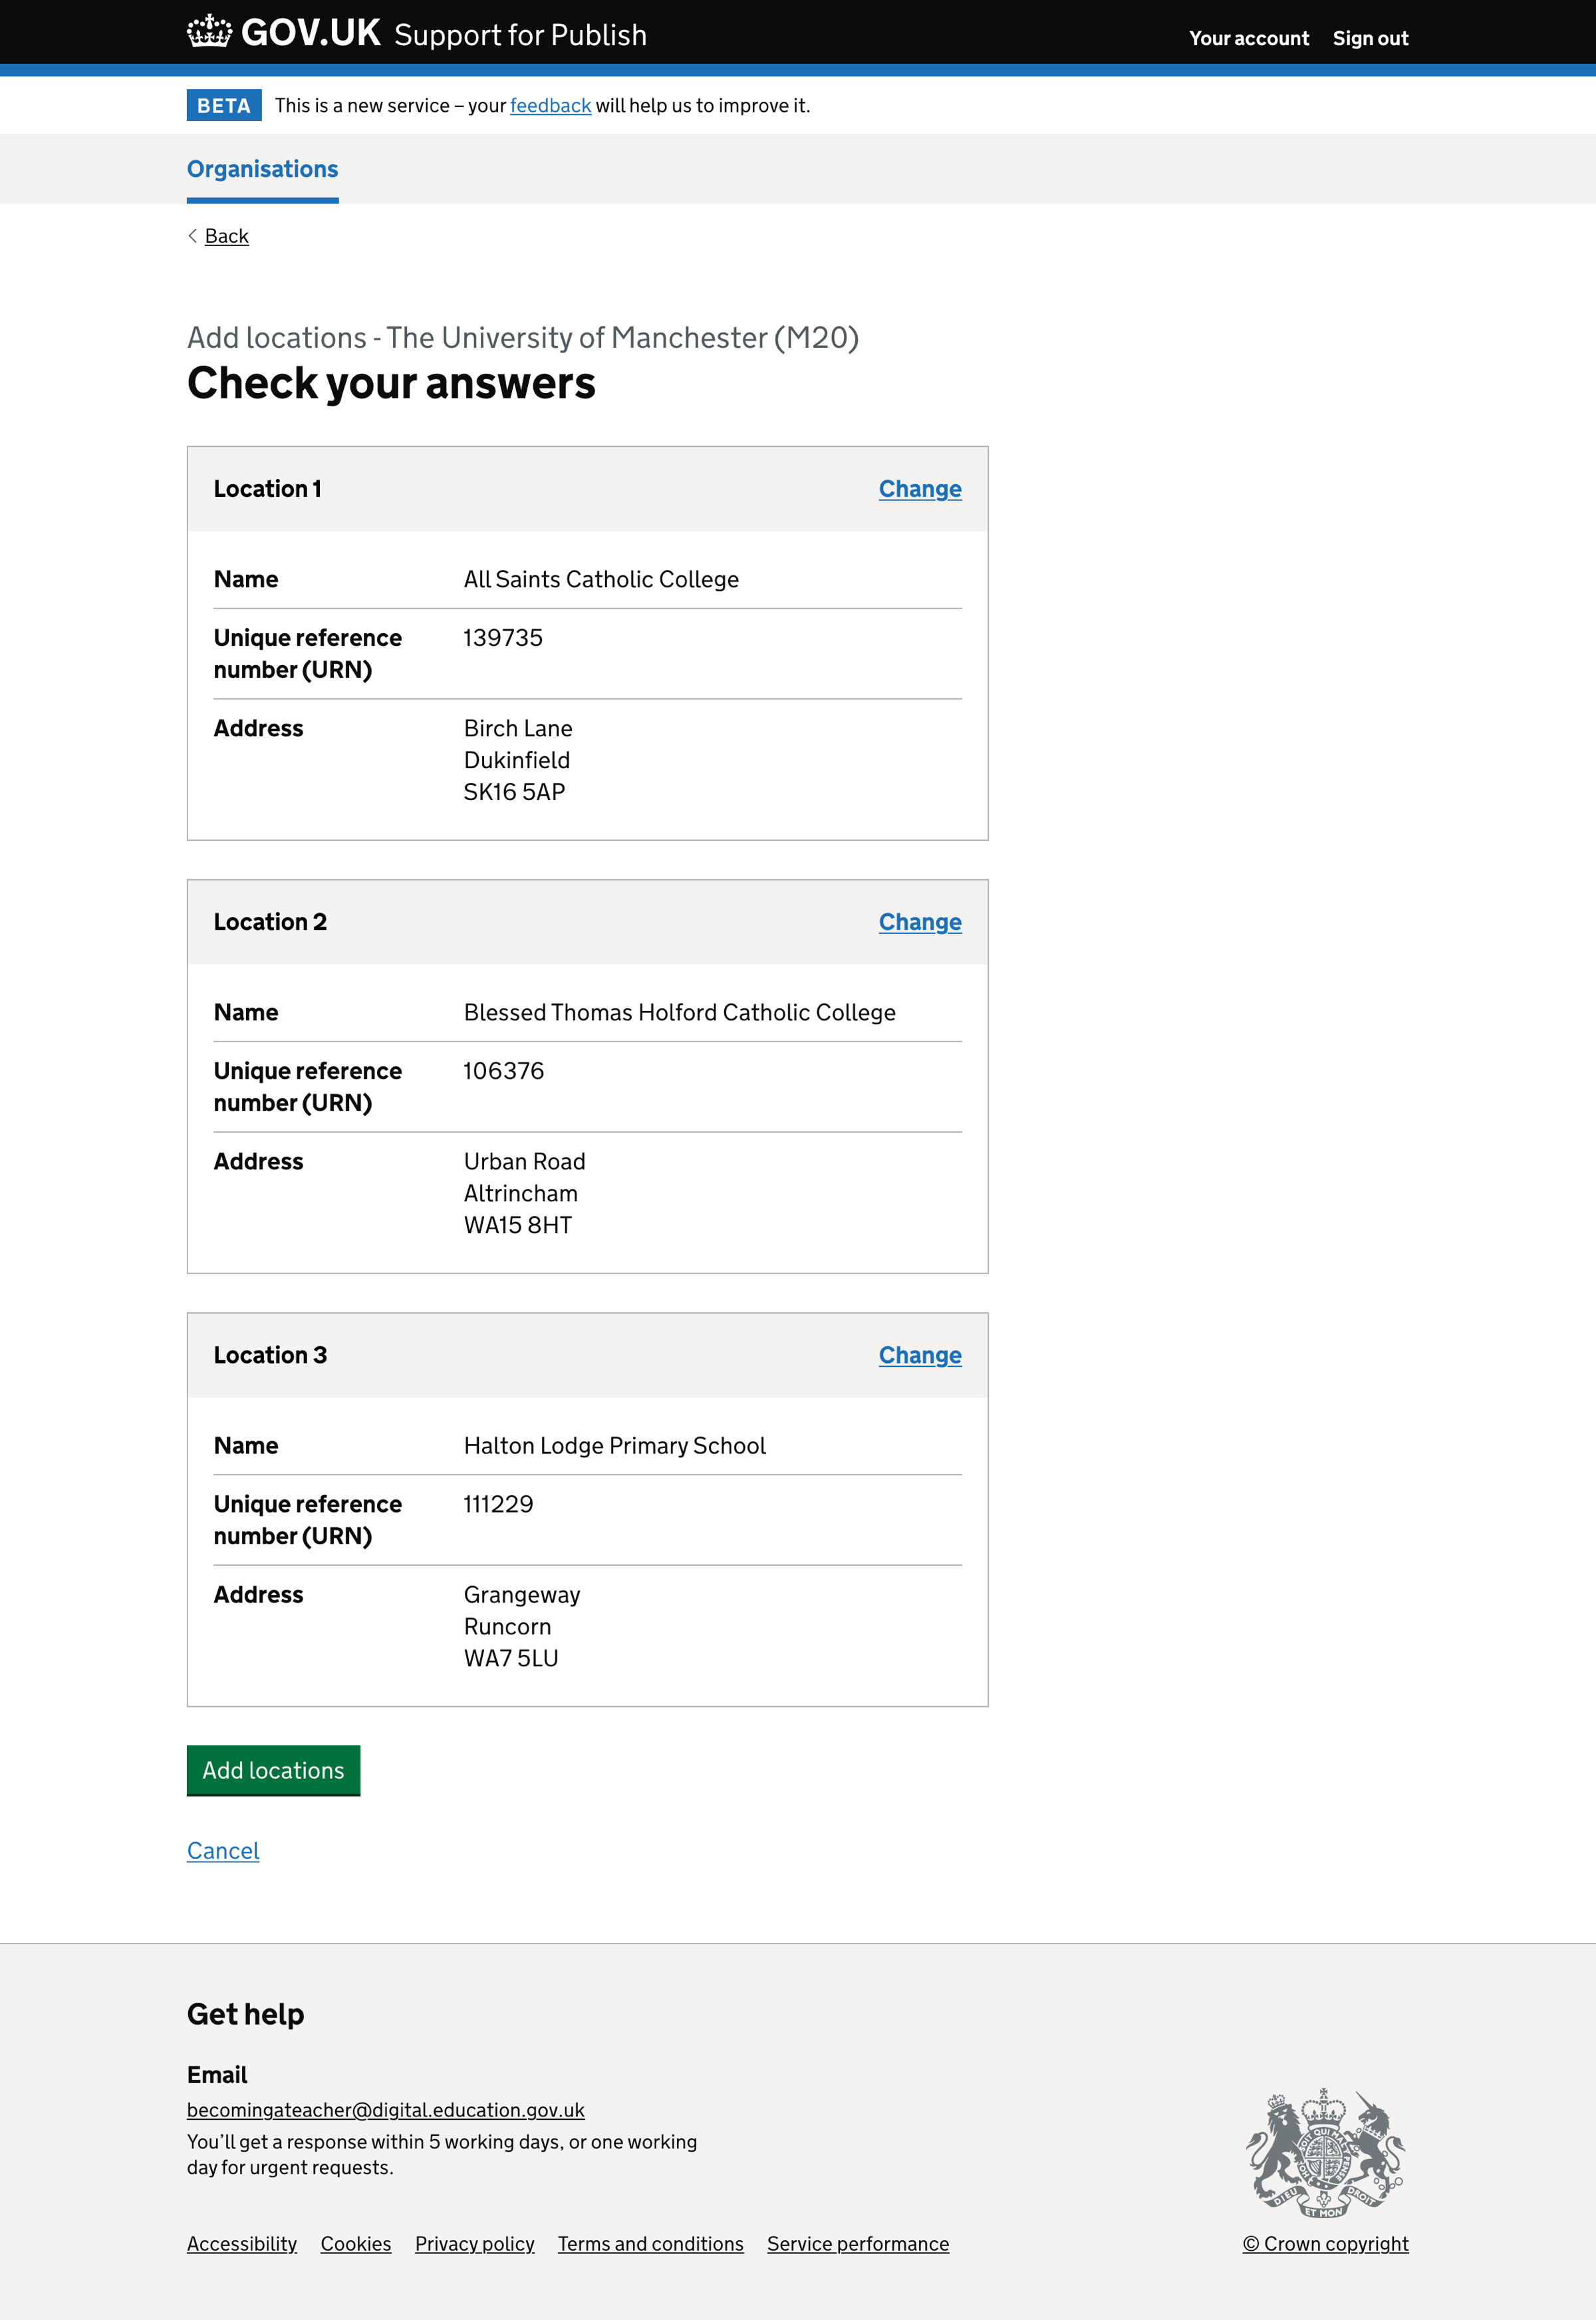 GOV.UK Support for Publish
Your account Sign out
BETA This is a new service – your feedback will help us to improve it.
Organisations
Back
Add locations - The University of Manchester (M20)
Check your answers
Location 1 Change
Name All Saints Catholic College
Unique reference 139735
number (URN)
Address Birch Lane
Dukinfield
SK16 5AP
Location 2 Change
Name Blessed Thomas Holford Catholic College
Unique reference 106376
number (URN)
Address Urban Road
Altrincham
WA15 8HT
Location 3 Change
Name Halton Lodge Primary School
Unique reference 111229
number (URN)
Address Grangeway
Runcorn
WA7 5LU
Add locations
Cancel
Get help
Email
becomingateacher@digital.education.gov.uk
You’ll get a response within 5 working days, or one working
day for urgent requests.
DIEU ET MON DROIT
Accessibility Cookies Privacy policy Terms and conditions Service performance
© Crown copyright